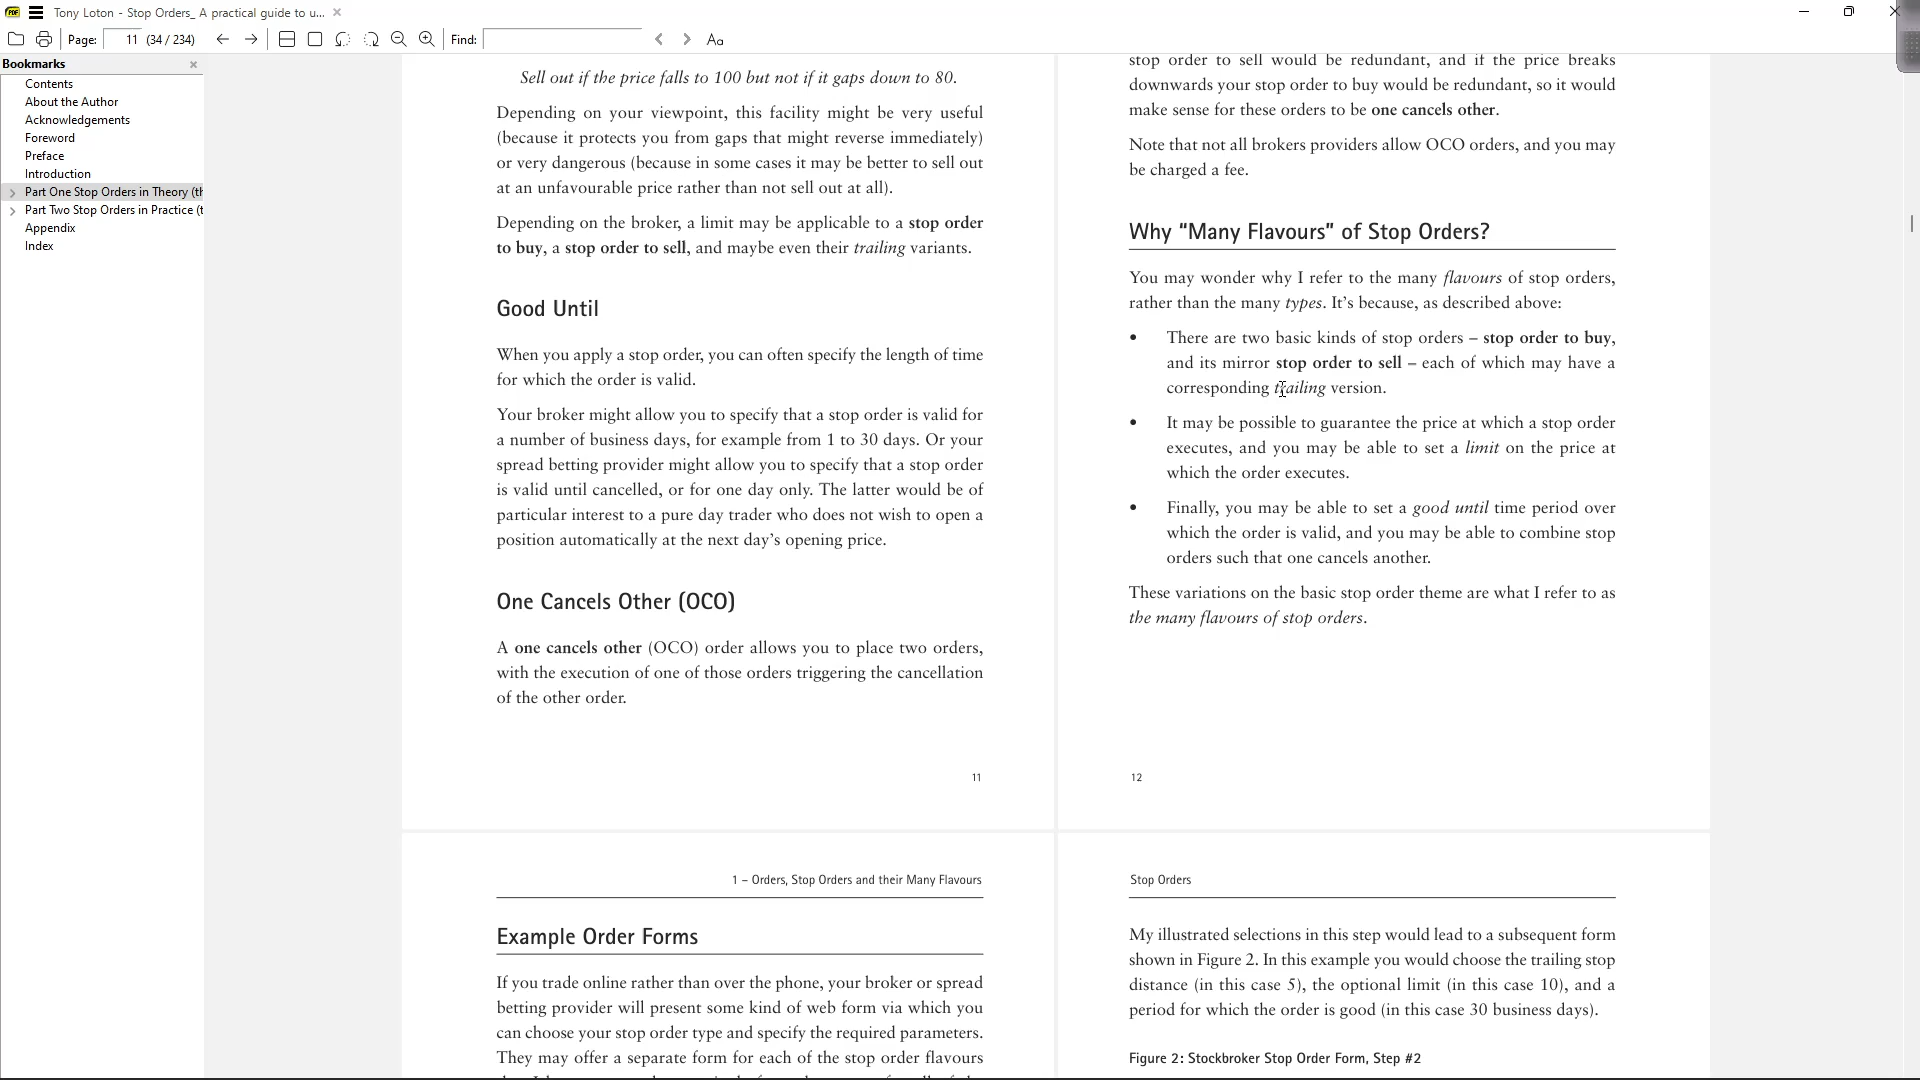 Tony Loton - Stop Orders_ A practical guide to u...
Page: 11 (34 / 234)
Find:
Aa
Bookmarks
Contents
About the Author
Acknowledgements
Foreword
Preface
Introduction
Part One Stop Orders in Theory (th
Part Two Stop Orders in Practice (t
Appendix
Index
Sell out if the price falls to 100 but not if it gaps down to 80.
Depending on your viewpoint, this facility might be very useful
(because it protects you from gaps that might reverse immediately)
or very dangerous (because in some cases it may be better to sell out
at an unfavourable price rather than not sell out at all).
Depending on the broker, a limit may be applicable to a stop order
to buy, a stop order to sell, and maybe even their trailing variants.
Good Until
When you apply a stop order, you can often specify the length of time
for which the order is valid.
Your broker might allow you to specify that a stop order is valid for
a number of business days, for example from 1 to 30 days. Or your
spread betting provider might allow you to specify that a stop order
is valid until cancelled, or for one day only. The latter would be of
particular interest to a pure day trader who does not wish to open a
position automatically at the next day's opening price.
One Cancels Other (OCO)
A one cancels other (OCO) order allows you to place two orders,
with the execution of one of those orders triggering the cancellation
of the other order.
11
stop order to sell would be redundant, and if the price breaks
downwards your stop order to buy would be redundant, so it would
make sense for these orders to be one cancels other.
Note that not all brokers providers allow OCO orders, and you may
be charged a fee.
Why "Many Flavours" of Stop Orders?
You may wonder why I refer to the many flavours of stop orders,
rather than the many types. It's because, as described above:
• There are two basic kinds of stop orders – stop order to buy,
and its mirror stop order to sell – each of which may have a
corresponding trailing version.
• It may be possible to guarantee the price at which a stop order
executes, and you may be able to set a limit on the price at
which the order executes.
• Finally, you may be able to set a good until time period over
which the order is valid, and you may be able to combine stop
orders such that one cancels another.
These variations on the basic stop order theme are what I refer to as
the many flavours of stop orders.
12
1 – Orders, Stop Orders and their Many Flavours
Example Order Forms
If you trade online rather than over the phone, your broker or spread
betting provider will present some kind of web form via which you
can choose your stop order type and specify the required parameters.
They may offer a separate form for each of the stop order flavours
Stop Orders
My illustrated selections in this step would lead to a subsequent form
shown in Figure 2. In this example you would choose the trailing stop
distance (in this case 5), the optional limit (in this case 10), and a
period for which the order is good (in this case 30 business days).
Figure 2: Stockbroker Stop Order Form, Step #2